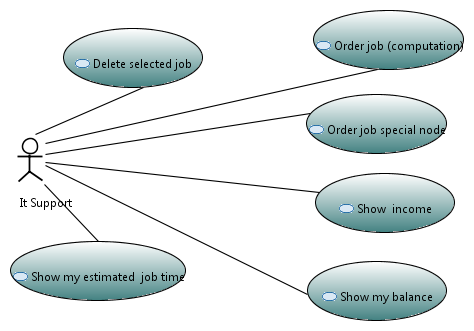 Order job (computation)
Delete selected job
Order job special node
It Support
Show  income
Show my estimated  job time
Show my balance